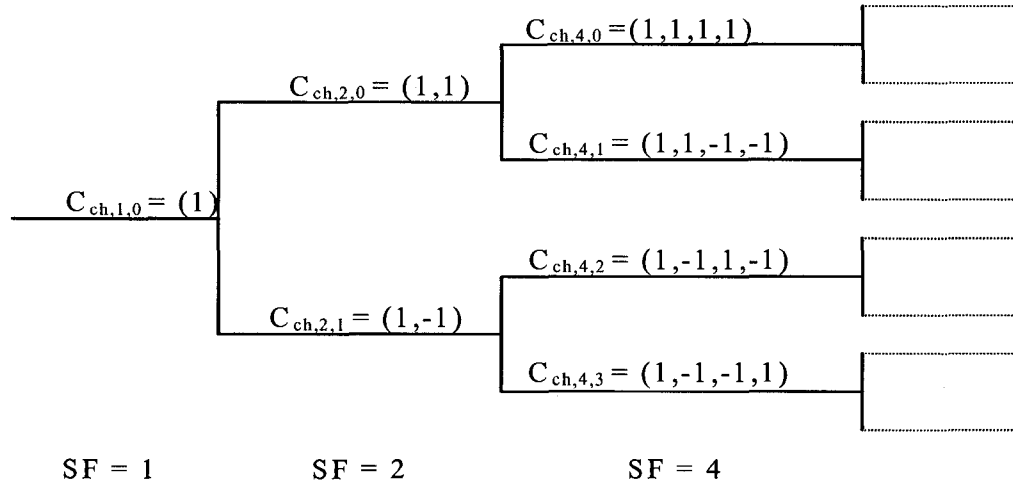 C ch,4,0 =(1,1,1,1)
C ch,2,0 = (1,1)
C ch,4,1 = (1,1,-1,-1)
C ch,1,0 = (1)
C ch,4,2 = (1,-1,1,-1)
C ch,2,1 = (1,-1)
C ch,4,3 = (1,-1,-1,1)
SF = 1
SF = 2
SF = 4